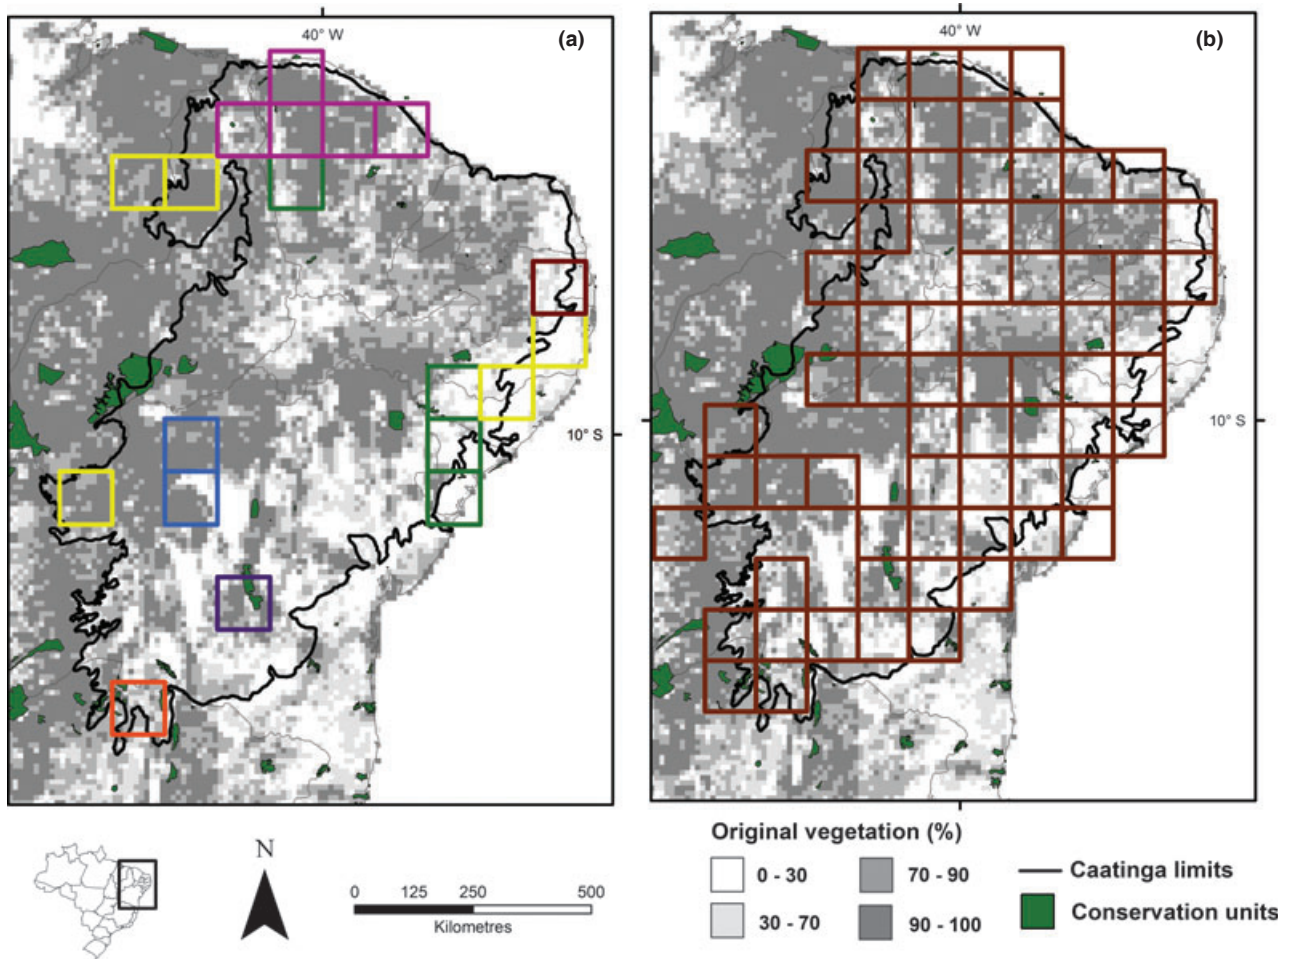 40° W
(a)
40° W
(b)
10° S
10° S
N
0 125 250 500
Kilometres
Original vegetation (%)
0 - 30
70 - 90
Caatinga limits
30 - 70
90 - 100
Conservation units